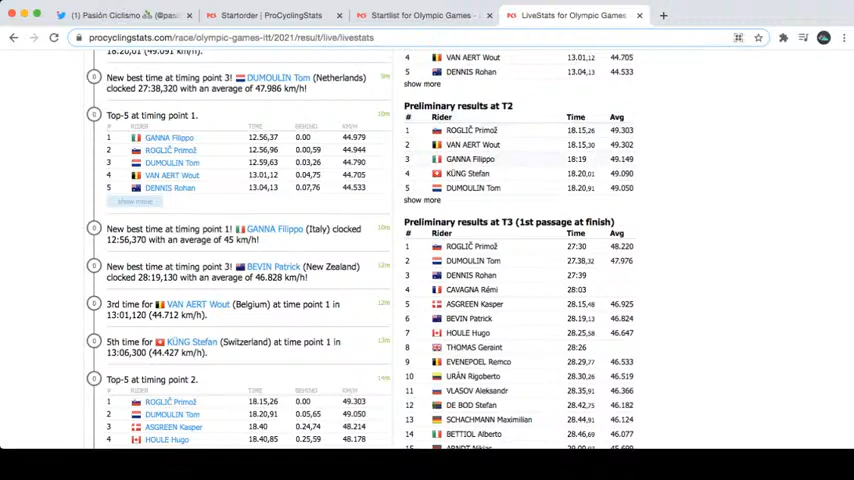 (1) Pasión Ciclismo
Startorder | ProCyclingStats
Startlist for Olympic Games
LiveStats for Olympic Games
procyclingstats.com/race/olympic-games-itt/2021/result/live/livestats
New best time at timing point 3! DUMOULIN Tom (Netherlands) 9m
clocked 27:38,320 with an average of 47.986 km/h!
Top-5 at timing point 1. 10m
# RIDER TIME BEHIND KM/H
1 GANNA Filippo 12.56,37 0.00 44.979
2 ROGLIČ Primož 12.56,96 0.00,59 44.944
3 DUMOULIN Tom 12.59,63 0.03,26 44.790
4 VAN AERT Wout 13.01,12 0.04,75 44.705
5 DENNIS Rohan 13.04,13 0.07,76 44.533
show more
New best time at timing point 1! GANNA Filippo (Italy) clocked 10m
12:56,370 with an average of 45 km/h!
New best time at timing point 3! BEVIN Patrick (New Zealand) 12m
clocked 28:19,130 with an average of 46.828 km/h!
3rd time for VAN AERT Wout (Belgium) at time point 1 in 12m
13:01,120 (44.712 km/h).
5th time for KÜNG Stefan (Switzerland) at time point 1 in 13m
13:06,300 (44.427 km/h).
Top-5 at timing point 2. 14m
# RIDER TIME BEHIND KM/H
1 ROGLIČ Primož 18.15,26 0.00 49.303
2 DUMOULIN Tom 18.20,91 0.05,65 49.050
3 ASGREEN Kasper 18.40 0.24,74 48.214
4 HOULE Hugo 18.40,85 0.25,59 48.178
4 VAN AERT Wout 13.01,12 44.705
5 DENNIS Rohan 13.04,13 44.533
show more
Preliminary results at T2
# Rider Time Avg
1 ROGLIČ Primož 18.15,26 49.303
2 VAN AERT Wout 18.15,30 49.302
3 GANNA Filippo 18:19 49.149
4 KÜNG Stefan 18.20,01 49.090
5 DUMOULIN Tom 18.20,91 49.050
show more
Preliminary results at T3 (1st passage at finish)
# Rider Time Avg
1 ROGLIČ Primož 27:30 48.220
2 DUMOULIN Tom 27.38,32 47.976
3 DENNIS Rohan 27:39
4 CAVAGNA Rémi 28:03
5 ASGREEN Kasper 28.15,48 46.925
6 BEVIN Patrick 28.19,13 46.824
7 HOULE Hugo 28.25,58 46.647
8 THOMAS Geraint 28:26
9 EVENEPOEL Remco 28.29,77 46.533
10 URÁN Rigoberto 28.30,26 46.519
11 VLASOV Aleksandr 28.35,91 46.366
12 DE BOD Stefan 28.42,75 46.182
13 SCHACHMANN Maximilian 28.44,91 46.124
14 BETTIOL Alberto 28.46,69 46.077